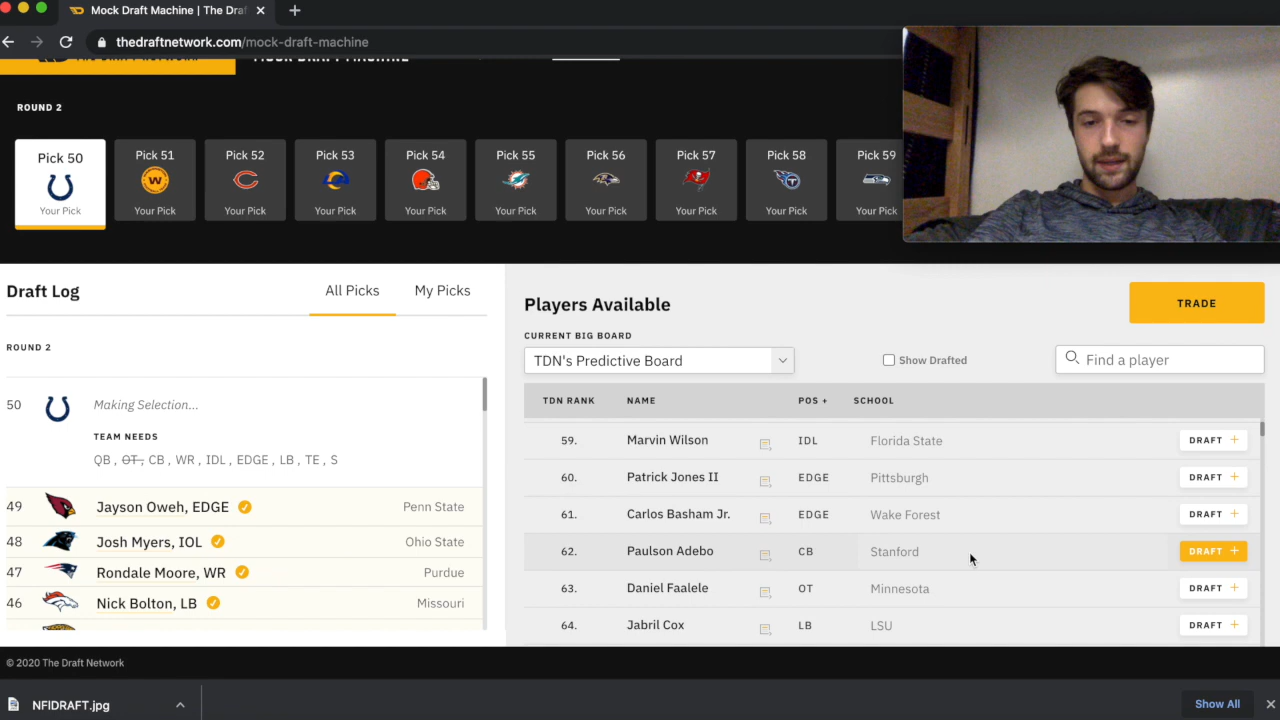 Mock Draft Machine | The Dra
thedraftnetwork.com/mock-draft-machine
MOCK DRAFT MACHINE
ROUND 2
Pick 50
Your Pick
Pick 51
Your Pick
Pick 52
Your Pick
Pick 53
Your Pick
Pick 54
Your Pick
Pick 55
Your Pick
Pick 56
Your Pick
Pick 57
Your Pick
Pick 58
Your Pick
Pick 59
Your Pick
Draft Log
All Picks
My Picks
ROUND 2
50 Making Selection...
TEAM NEEDS
QB , OT , CB , WR , IDL , EDGE , LB , TE , S
49 Jayson Oweh, EDGE Penn State
48 Josh Myers, IOL Ohio State
47 Rondale Moore, WR Purdue
46 Nick Bolton, LB Missouri
Players Available
TRADE
CURRENT BIG BOARD
TDN's Predictive Board
Show Drafted
Find a player
TDN RANK NAME POS + SCHOOL
59. Marvin Wilson IDL Florida State DRAFT +
60. Patrick Jones II EDGE Pittsburgh DRAFT +
61. Carlos Basham Jr. EDGE Wake Forest DRAFT +
62. Paulson Adebo CB Stanford DRAFT +
63. Daniel Faalele OT Minnesota DRAFT +
64. Jabril Cox LB LSU DRAFT +
© 2020 The Draft Network
NFIDRAFT.jpg
Show All